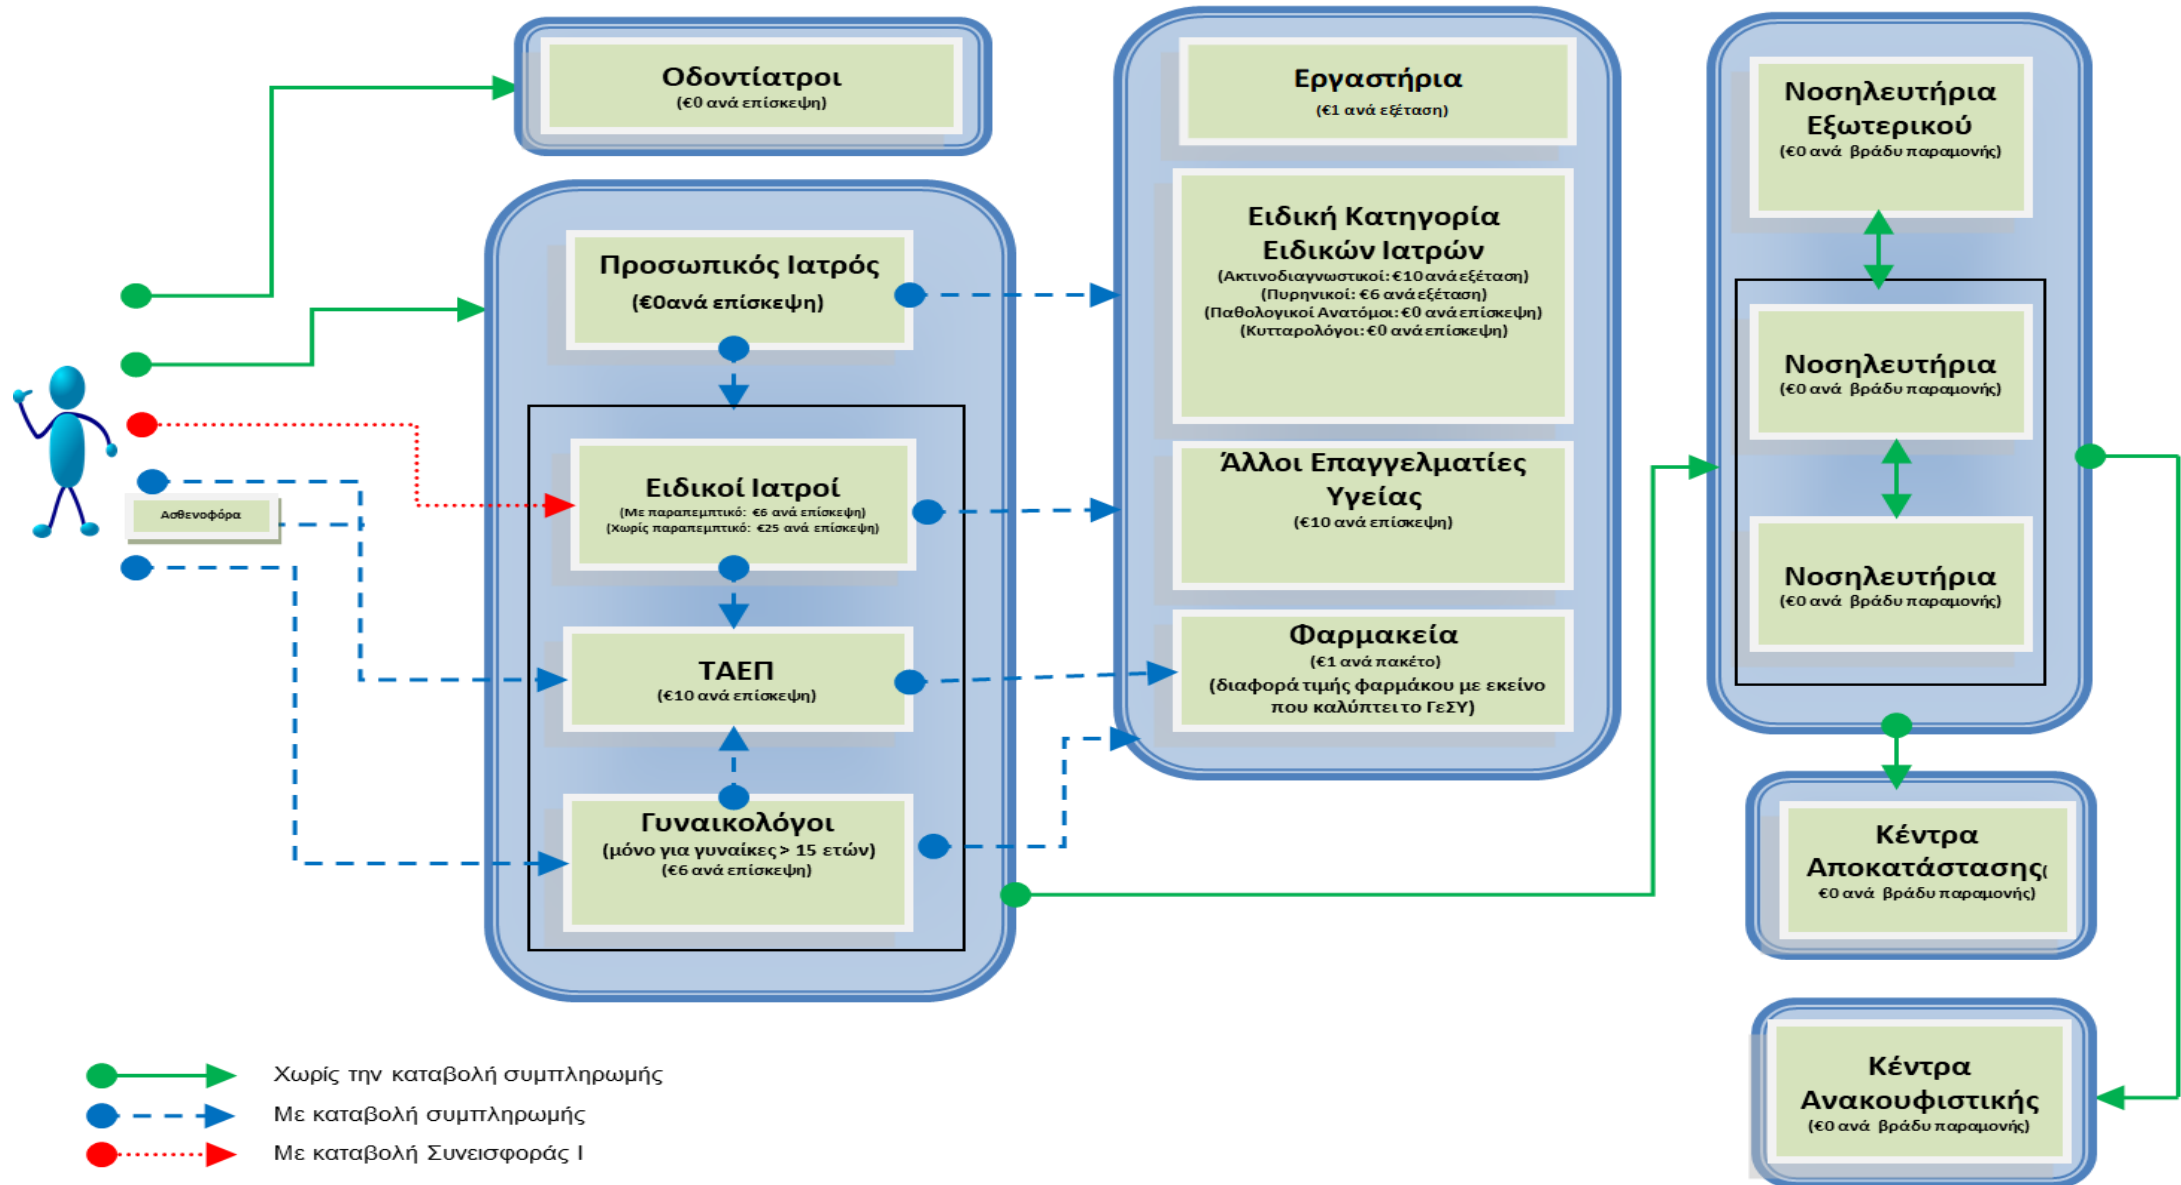 Οδοντίατροι
(€0 ανά επίσκεψη)
Προσωπικός Ιατρός
(€0ανά επίσκεψη)
Ασθενοφόρα
Ειδικοί Ιατροί
(Με παραπεμπτικό: €6 ανά επίσκεψη)
(Χωρίς παραπεμπτικό: €25 ανά επίσκεψη)
ΤΑΕΠ
(€10 ανά επίσκεψη)
Γυναικολόγοι
(μόνο για γυναίκες > 15 ετών)
(€6 ανά επίσκεψη)
Εργαστήρια
(€1 ανά εξέταση)
Ειδική Κατηγορία
Ειδικών Ιατρών
(Ακτινοδιαγνωστικοί: €10 ανά εξέταση)
(Πυρηνικοί: €6 ανά εξέταση)
(Παθολογικοί Ανατόμοι: €0 ανά επίσκεψη)
(Κυτταρολόγοι: €0 ανά επίσκεψη)
Άλλοι Επαγγελματίες
Υγείας
(€10 ανά επίσκεψη)
Φαρμακεία
(€1 ανά πακέτο)
(διαφορά τιμής φαρμάκου με εκείνο
που καλύπτει το ΓεΣΥ)
Νοσηλευτήρια
Εξωτερικού
(€0 ανά βράδυ παραμονής)
Νοσηλευτήρια
(€0 ανά βράδυ παραμονής)
Νοσηλευτήρια
(€0 ανά βράδυ παραμονής)
Κέντρα
Αποκατάστασης(
€0 ανά βράδυ παραμονής)
Κέντρα
Ανακουφιστικής
(€0 ανά βράδυ παραμονής)
Χωρίς την καταβολή συμπληρωμής
Με καταβολή συμπληρωμής
Με καταβολή Συνεισφοράς Ι